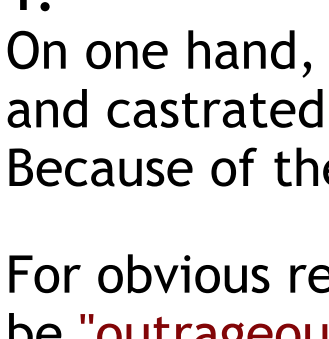 On one hand,
and castrated
Because of the
For obvious re
be "outrageou